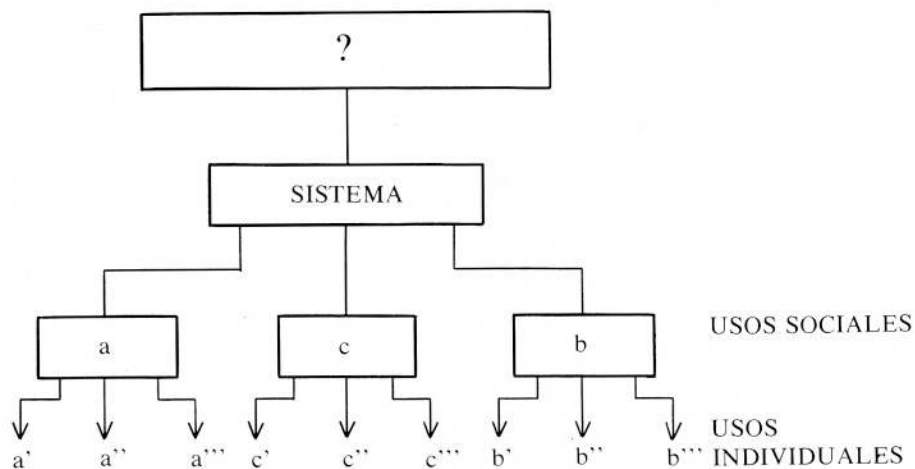 ?
SISTEMA
a c b USOS SOCIALES
a' a'' a''' c' c'' c''' b' b'' b''' USOS
INDIVIDUALES